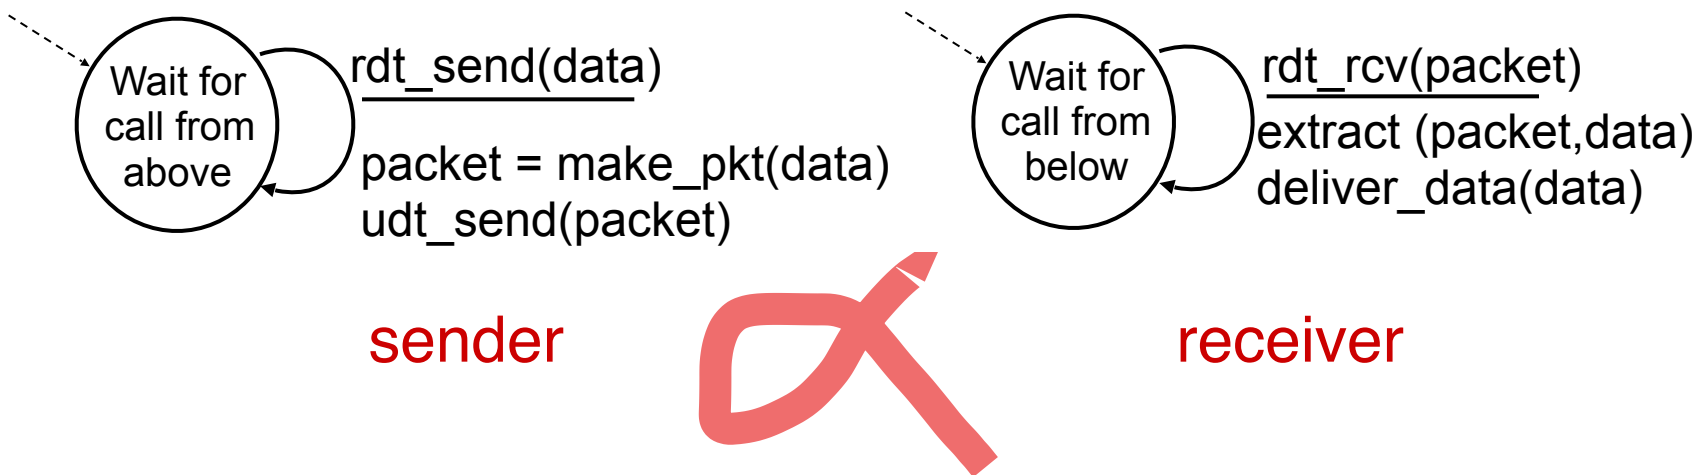 Wait for
call from
above
rdt_send(data)
packet = make_pkt(data)
udt_send(packet)
sender
Wait for
call from
below
rdt_rcv(packet)
extract (packet,data)
deliver_data(data)
receiver